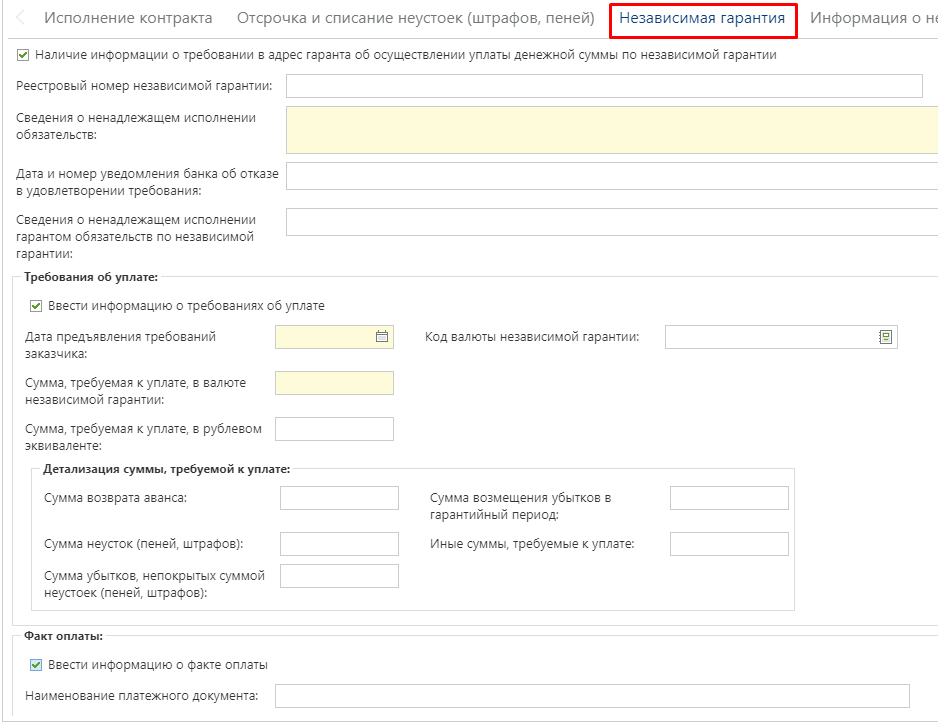 Исполнение контракта Отсрочка и списание неустоек (штрафов, пеней) Независимая гарантия Информация о не
Наличие информации о требовании в адрес гаранта об осуществлении уплаты денежной суммы по независимой гарантии
Реестровый номер независимой гарантии:
Сведения о ненадлежащем исполнении
обязательств:
Дата и номер уведомления банка об отказе
в удовлетворении требования:
Сведения о ненадлежащем исполнении
гарантом обязательств по независимой
гарантии:
Требования об уплате:
Ввести информацию о требованиях об уплате
Дата предъявления требований Код валюты независимой гарантии:
заказчика:
Сумма, требуемая к уплате, в валюте
независимой гарантии:
Сумма, требуемая к уплате, в рублевом
эквиваленте:
Детализация суммы, требуемой к уплате:
Сумма возврата аванса: Сумма возмещения убытков в
гарантийный период:
Сумма неусток (пеней, штрафов): Иные суммы, требуемые к уплате:
Сумма убытков, непокрытых суммой
неустоек (пеней, штрафов):
Факт оплаты:
Ввести информацию о факте оплаты
Наименование платежного документа: